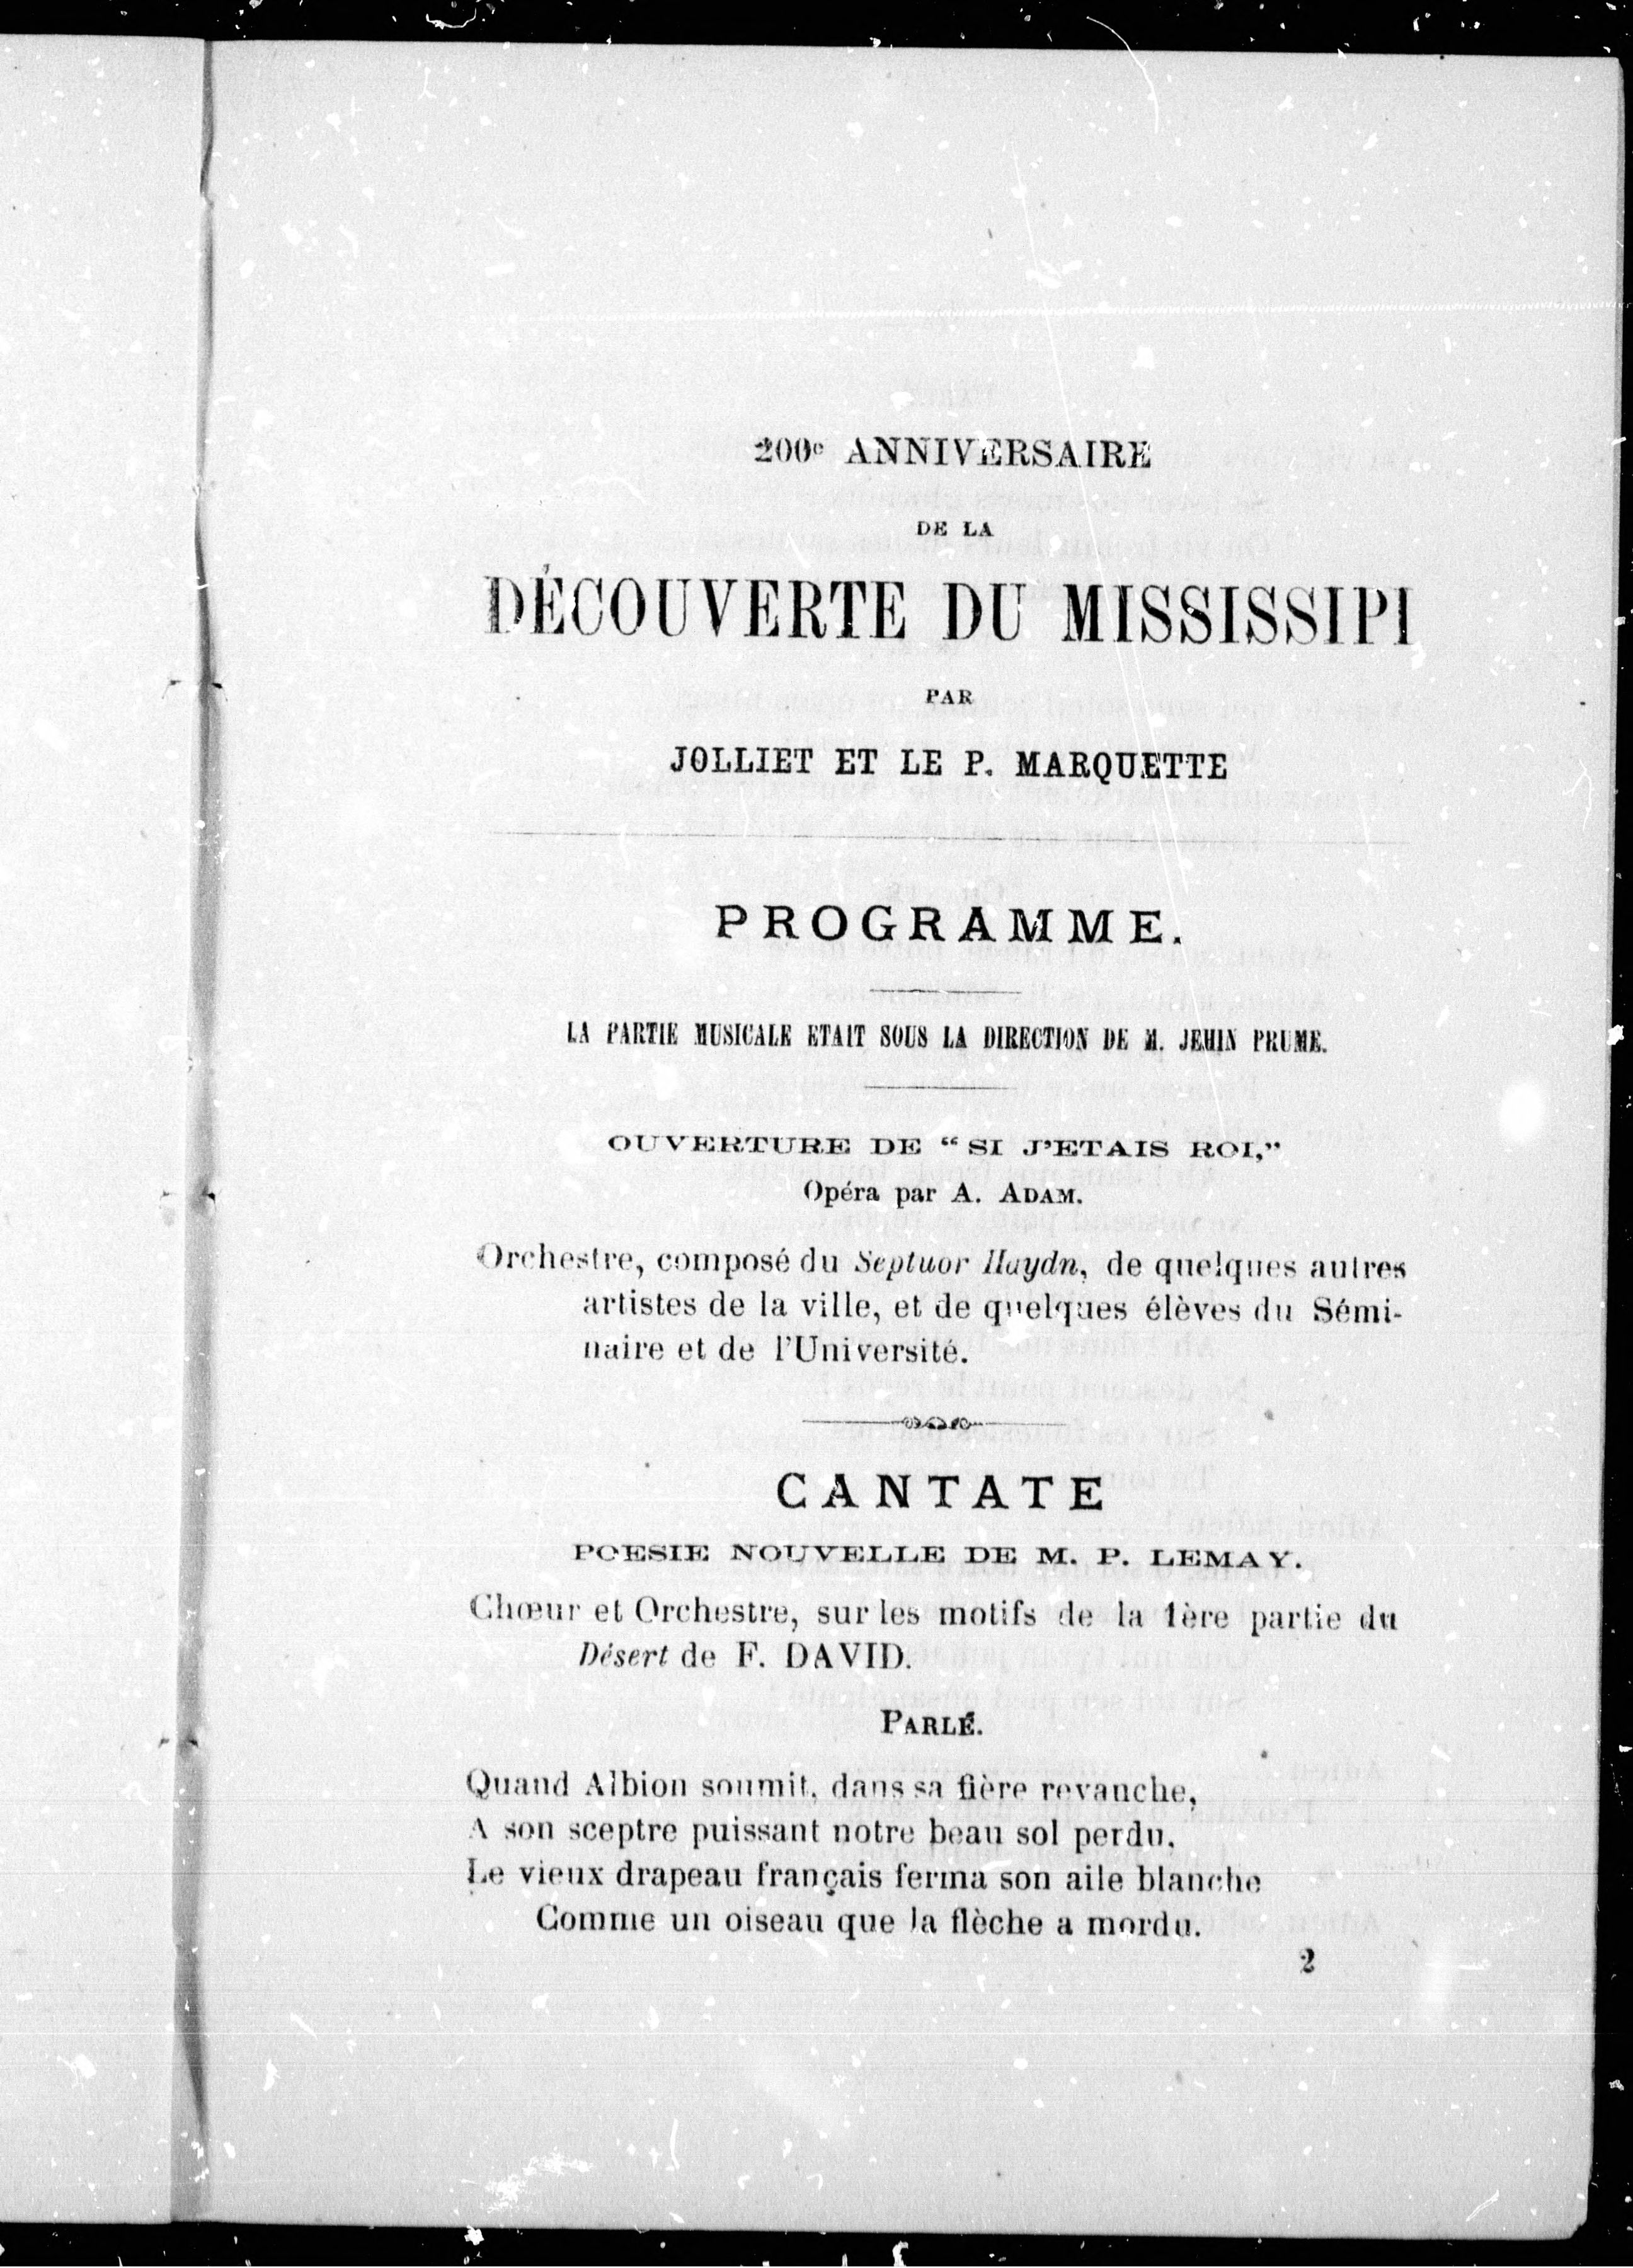 200e ANNIVERSAIRE
DE LA
DÉCOUVERTE DU MISSISSIPI
PAR
JOLLIET ET LE P. MARQUETTE
PROGRAMME.
LA PARTIE MUSICALE ETAIT SOUS LA DIRECTION DE M. JEHIN PRUME.
OUVERTURE DE “ SI J’ETAIS ROI,”
Opéra par A. ADAM.
Orchestre, composé du Septuor Haydn, de quelques autres
artistes de la ville, et de quelques élèves du Sémi-
naire et de l’Université.
CANTATE
POESIE NOUVELLE DE M. P. LEMAY.
Chœur et Orchestre, sur les motifs de la 1ère partie du
Désert de F. DAVID.
PARLÉ.
Quand Albion soumit, dans sa fière revanche,
A son sceptre puissant notre beau sol perdu,
Le vieux drapeau français ferma son aile blanche
Comme un oiseau que la flèche a mordu.
2